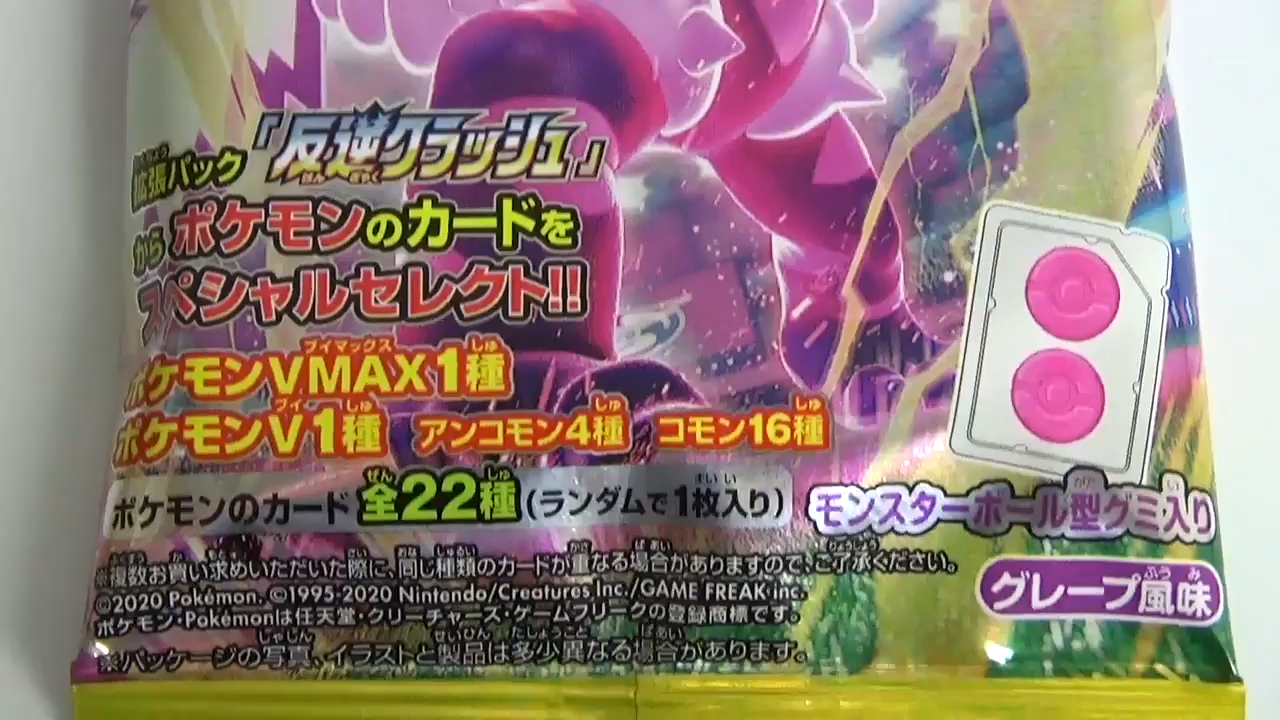 拡張パック「反逆クラッシュ」
から ポケモンのカードを
スペシャルセレクト!!
ポケモンVMAX1種
ポケモンV1種 アンコモン4種 コモン16種
ポケモンのカード 全22種(ランダムで1枚入り)
モンスターボール型グミ入り
グレープ風味
※複数お買い求めいただいた際に、同じ種類のカードが重なる場合がありますので、ご了承ください。
©2020 Pokémon. ©1995-2020 Nintendo/Creatures Inc./GAME FREAK inc.
ポケモン・Pokémonは任天堂・クリーチャーズ・ゲームフリークの登録商標です。
※パッケージの写真、イラストと製品は多少異なる場合があります。